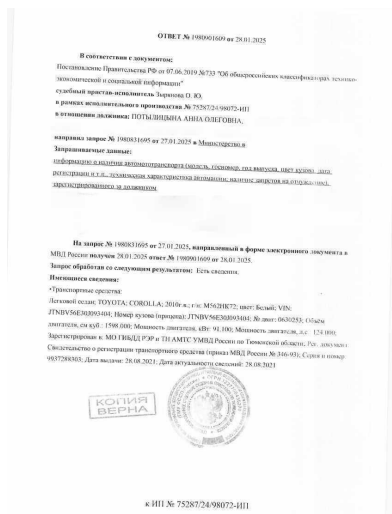 ОТВЕТ № 1980901609 от 28.01.2025
В соответствии с документом:
Постановление Правительства РФ от 07.06.2019 №733 "Об общероссийских классификаторах технико-
экономической и социальной информации"
судебный пристав-исполнитель Зырянова О. Ю.
в рамках исполнительного производства № 75287/24/98072-ИП
в отношении должника: ПОТЫЛИЦЫНА АННА ОЛЕГОВНА,
направил запрос № 1980831695 от 27.01.2025 в Министерство в
Запрашиваемые данные:
информацию о наличии автомототранспорта (модель, госномер, год выпуска, цвет кузова, дата
регистрации и т.п., техническая характеристика автомашин; наличие запретов на отчуждение),
зарегистрированного за должником
На запрос № 1980831695 от 27.01.2025, направленный в форме электронного документа в
МВД России получен 28.01.2025 ответ № 1980901609 от 28.01.2025
Запрос обработан со следующим результатом: Есть сведения.
Имеющиеся сведения:
•Транспортные средства:
Легковой седан; TOYOTA; COROLLA; 2010г.в.; г/н: М562НК72; цвет: Белый; VIN:
JTNBV56E30J093404; Номер кузова (прицепа): JTNBV56E30J093404; № двиг: 0630253; Объем
двигателя, см куб.: 1598.000; Мощность двигателя, кВт: 91.100; Мощность двигателя, л.с.: 124.000;
Зарегистрирован в: МО ГИБДД РЭР и ТН АМТС УМВД России по Тюменской области; Рег. документ:
Свидетельство о регистрации транспортного средства (приказ МВД России № 346-93); Серия и номер:
9937288303; Дата выдачи: 28.08.2021; Дата актуальности сведений: 28.08.2021
КОПИЯ
ВЕРНА
к ИП № 75287/24/98072-ИП